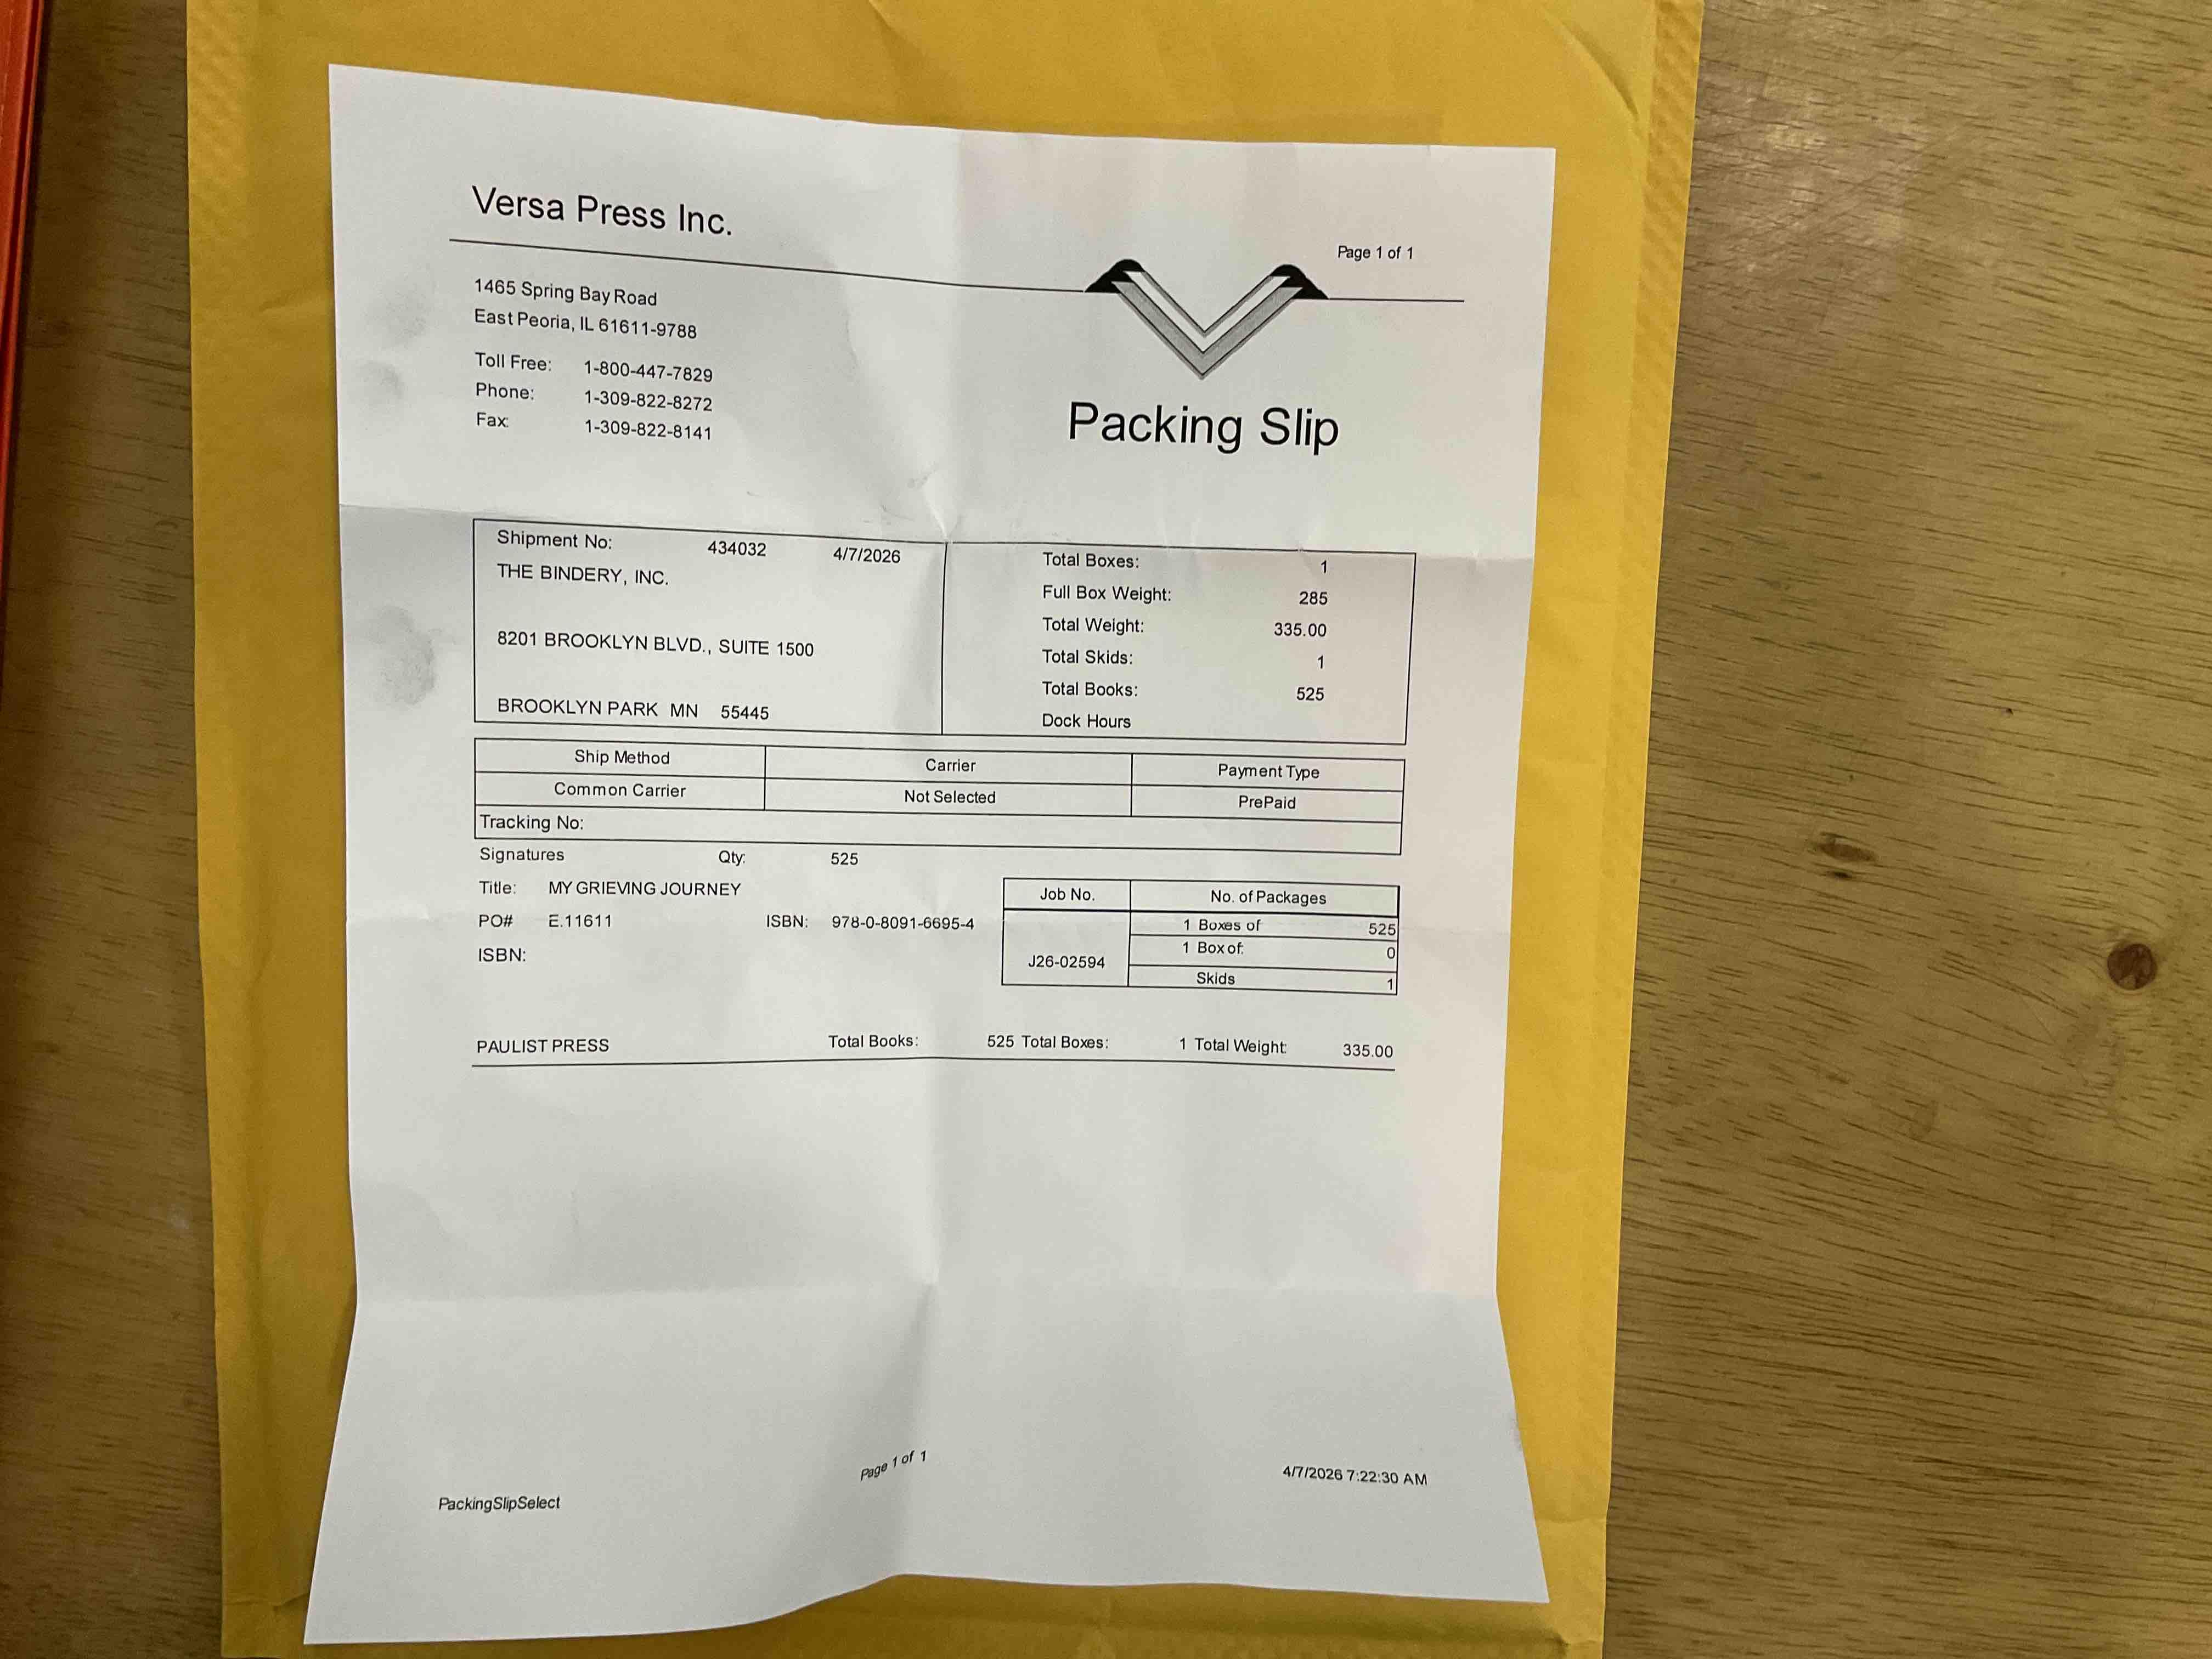 Versa Press Inc.
Page 1 of 1
1465 Spring Bay Road
East Peoria, IL 61611-9788
Toll Free: 1-800-447-7829
Phone: 1-309-822-8272
Fax: 1-309-822-8141
Packing Slip
Shipment No: 434032 4/7/2026
THE BINDERY, INC.
8201 BROOKLYN BLVD., SUITE 1500
BROOKLYN PARK MN 55445
Total Boxes: 1
Full Box Weight: 285
Total Weight: 335.00
Total Skids: 1
Total Books: 525
Dock Hours
Ship Method Carrier Payment Type
Common Carrier Not Selected PrePaid
Tracking No:
Signatures Qty: 525
Title: MY GRIEVING JOURNEY
PO# E.11611 ISBN: 978-0-8091-6695-4
ISBN:
Job No. No. of Packages
1 Boxes of 525
1 Box of: 0
J26-02594
Skids 1
PAULIST PRESS Total Books: 525 Total Boxes: 1 Total Weight: 335.00
Page 1 of 1
4/7/2026 7:22:30 AM
PackingSlipSelect